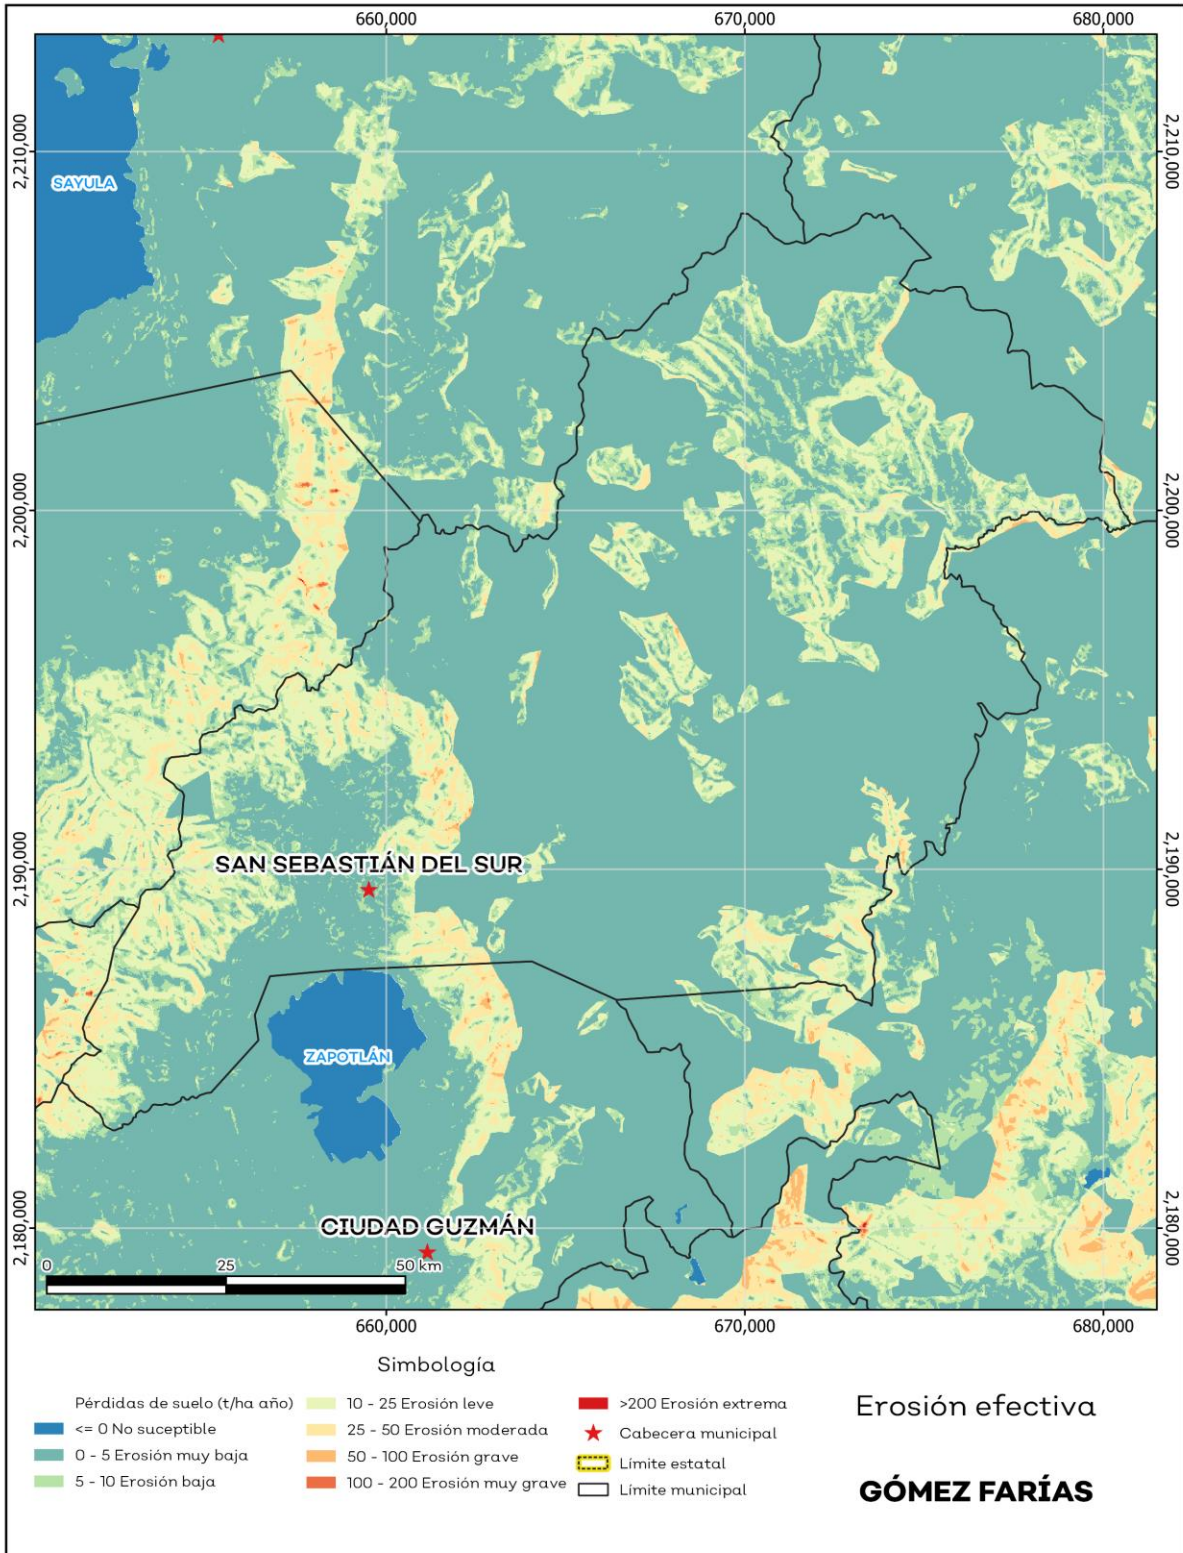 660,000
670,000
680,000
2,210,000
2,210,000
SAYULA
2,200,000
2,200,000
SAN SEBASTIÁN DEL SUR
2,190,000
2,190,000
ZAPOTLÁN
CIUDAD GUZMÁN
2,180,000
2,180,000
0
25
50 km
660,000
670,000
680,000
Simbología
Pérdidas de suelo (t/ha año)
<= 0 No suceptible
0 - 5 Erosión muy baja
5 - 10 Erosión baja
10 - 25 Erosión leve
25 - 50 Erosión moderada
50 - 100 Erosión grave
100 - 200 Erosión muy grave
>200 Erosión extrema
Cabecera municipal
Límite estatal
Límite municipal
Erosión efectiva
GÓMEZ FARÍAS